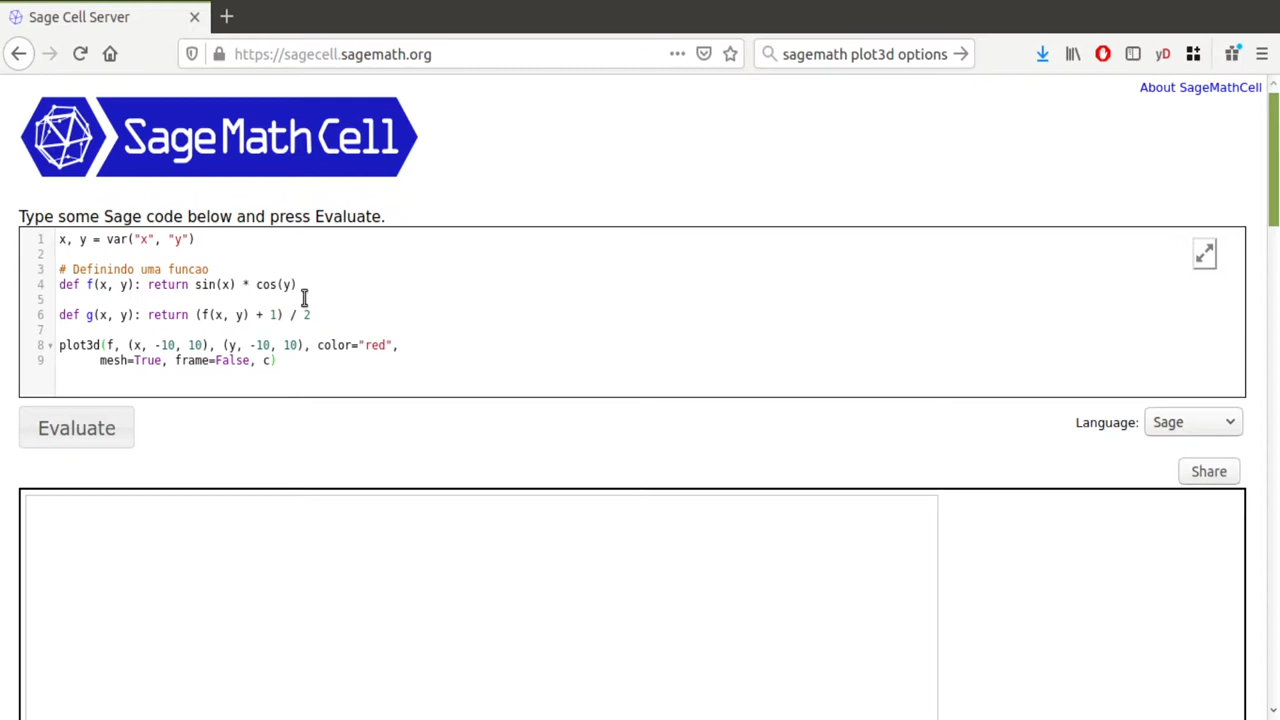 Sage Cell Server
https://sagecell.sagemath.org
sagemath plot3d options
yD
About SageMathCell
SageMathCell
Type some Sage code below and press Evaluate.
1 x, y = var("x", "y")
2
3 # Definindo uma funcao
4 def f(x, y): return sin(x) * cos(y)
5
6 def g(x, y): return (f(x, y) + 1) / 2
7
8 plot3d(f, (x, -10, 10), (y, -10, 10), color="red",
9 mesh=True, frame=False, c)
Evaluate
Language: Sage
Share